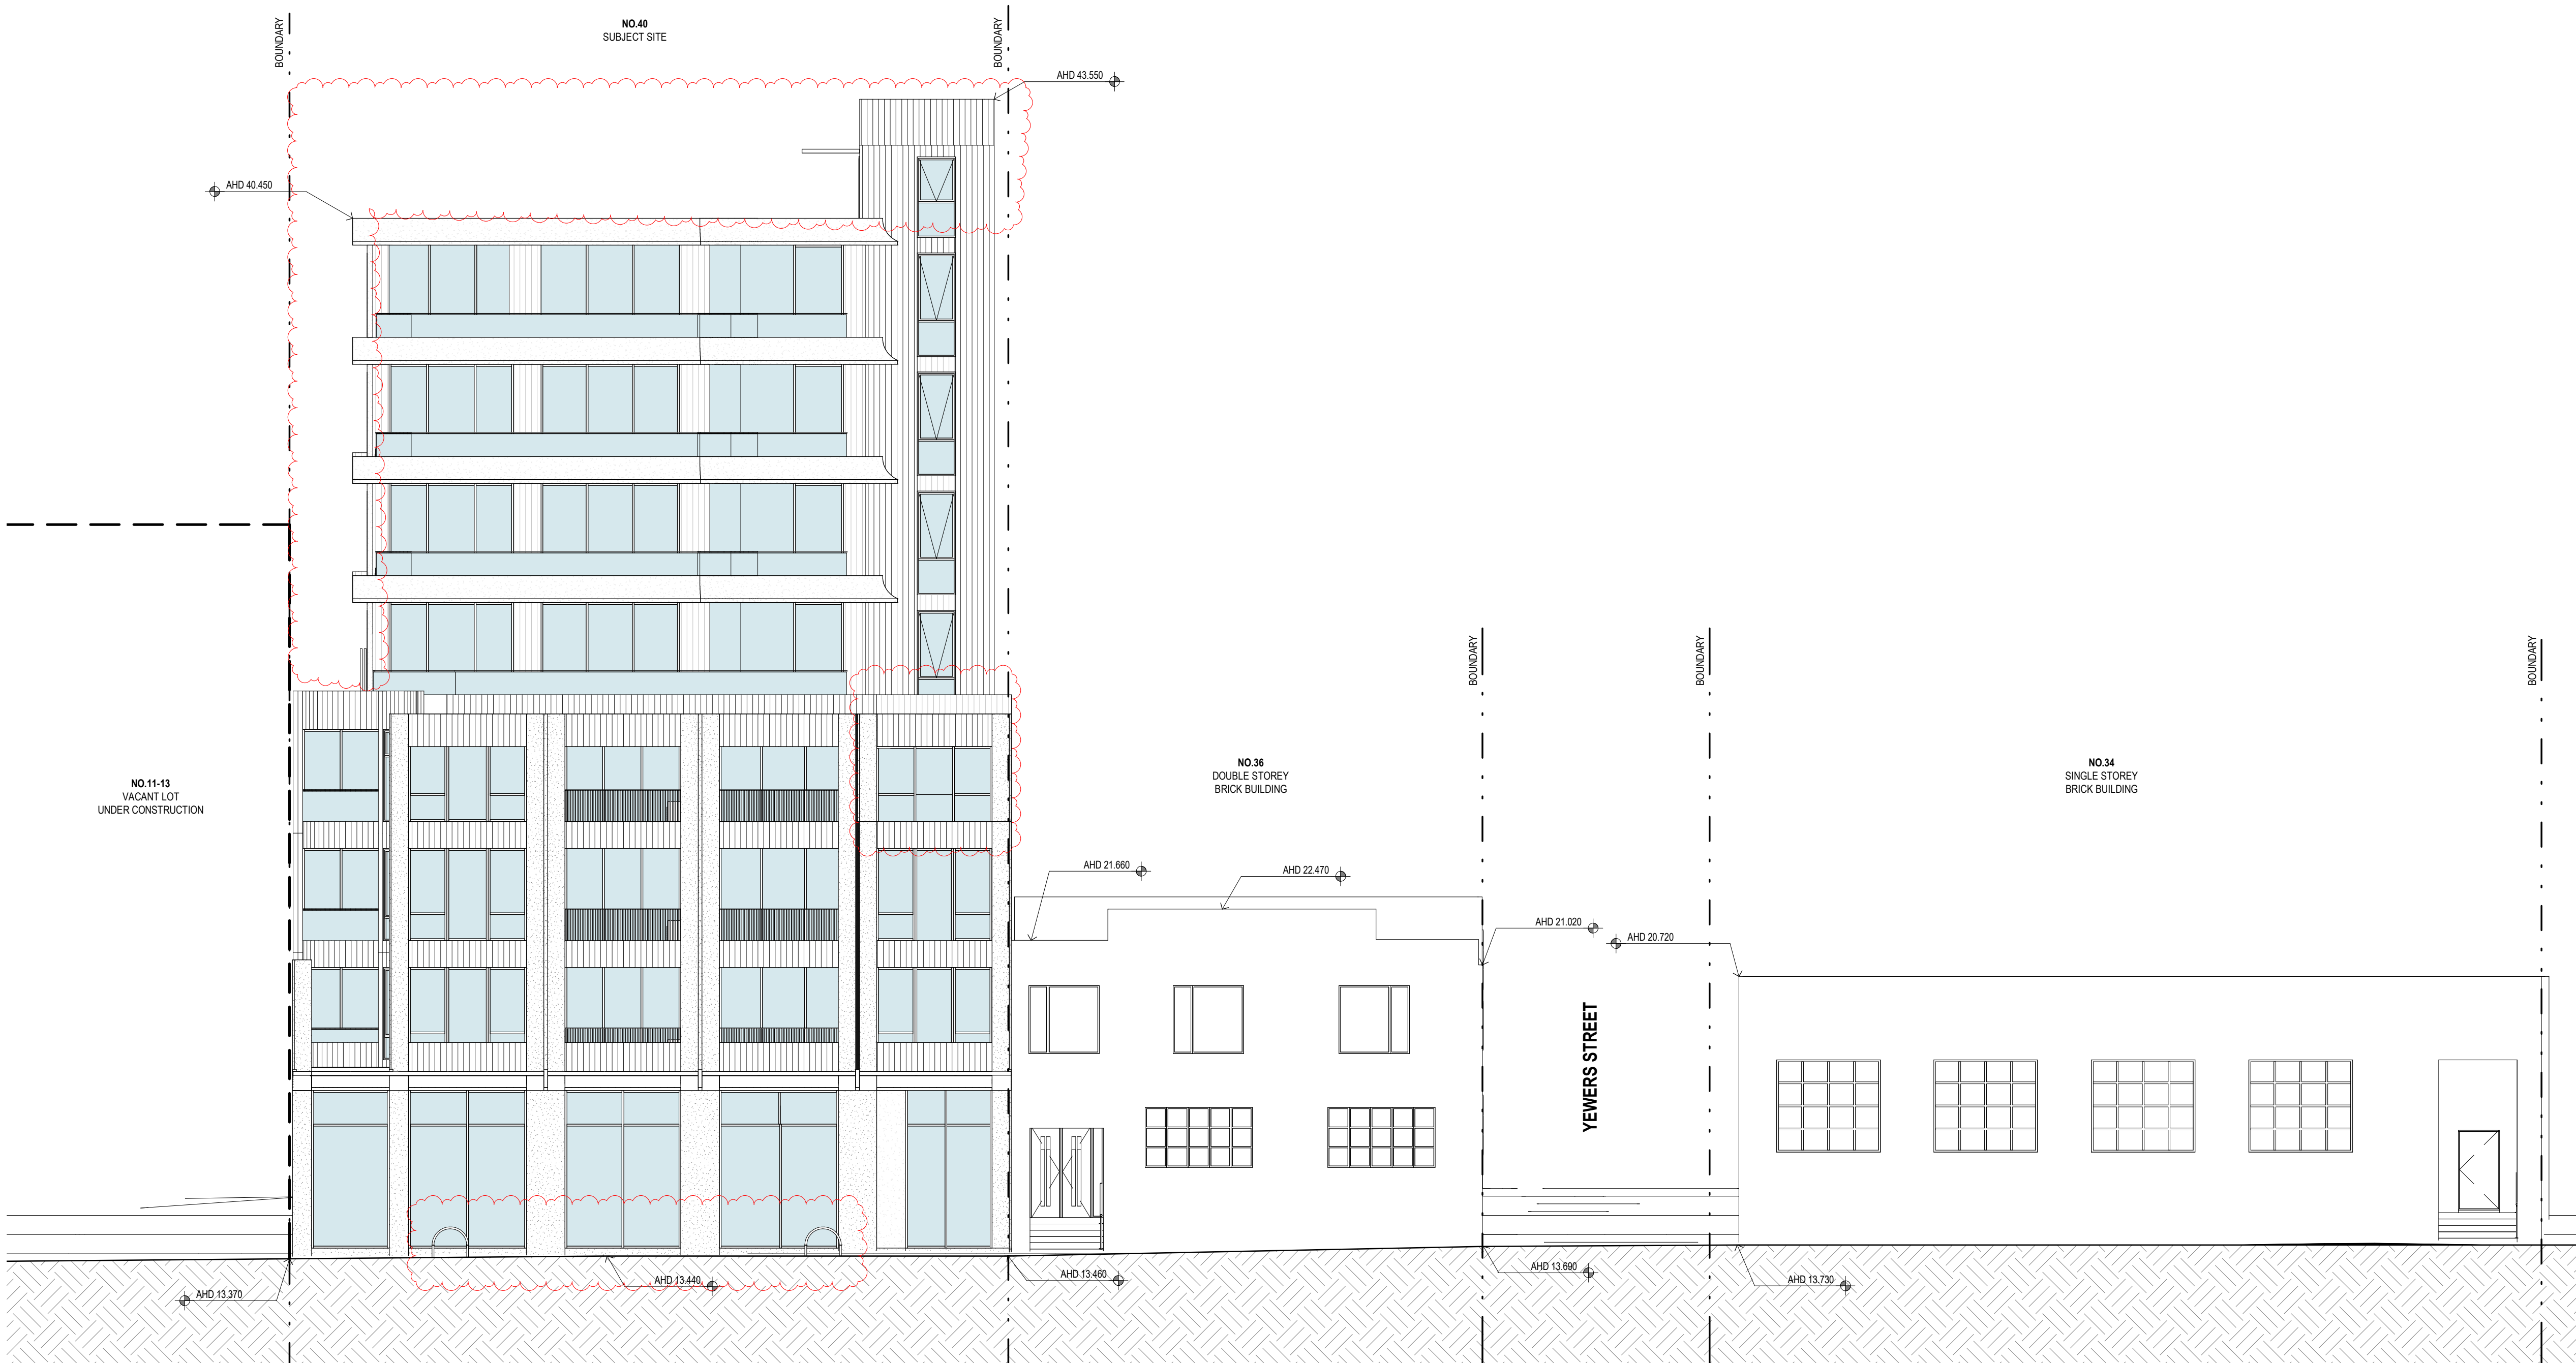 NO.40
SUBJECT SITE
BOUNDARY
BOUNDARY
AHD 43.550
AHD 40.450
BOUNDARY
BOUNDARY
BOUNDARY
NO.11-13
VACANT LOT
UNDER CONSTRUCTION
NO.36
DOUBLE STOREY
BRICK BUILDING
NO.34
SINGLE STOREY
BRICK BUILDING
AHD 21.660
AHD 22.470
AHD 21.020
AHD 20.720
YEWERS STREET
AHD 13.370
AHD 13.440
AHD 13.460
AHD 13.690
AHD 13.730